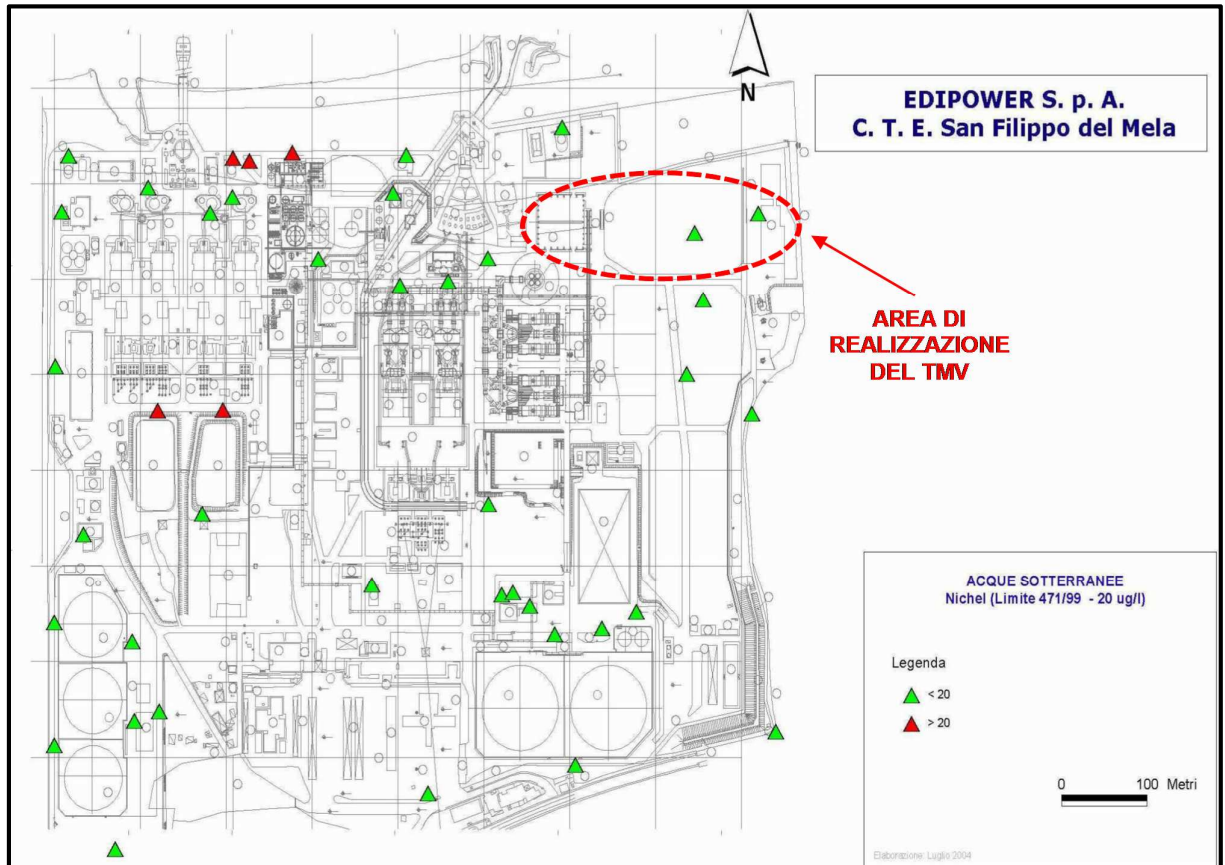 N
EDIPOWER S. p. A.
C. T. E. San Filippo del Mela
AREA DI
REALIZZAZIONE
DEL TMV
ACQUE SOTTERRANEE
Nichel (Limite 471/99 - 20 ug/l)
Legenda
< 20
> 20
0 100 Metri
Elaborazione: Luglio 2004